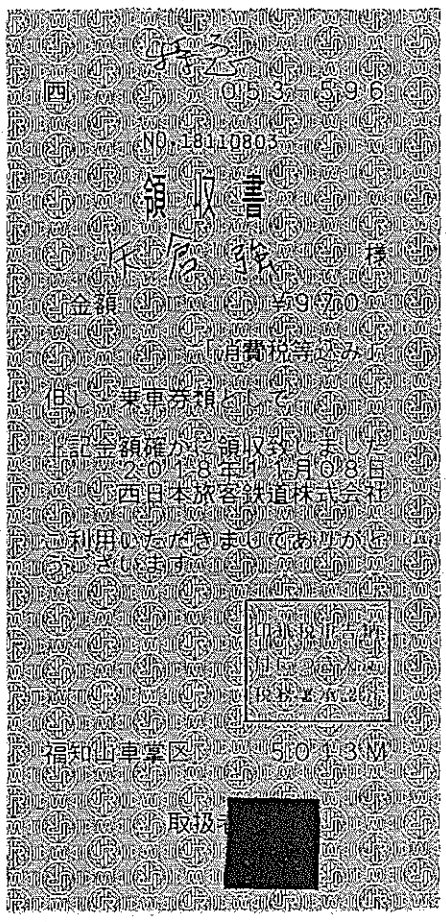 特急
四 053-596
NO.18110803
領収書
矢倉強 様
金額 ¥970
「消費税等込み」
但し 乗車券類として
上記金額確かに領収致しました
2018年11月08日
西日本旅客鉄道株式会社
ご利用いただきましてありがと
うございます
福知山車掌区 5013M
取扱者